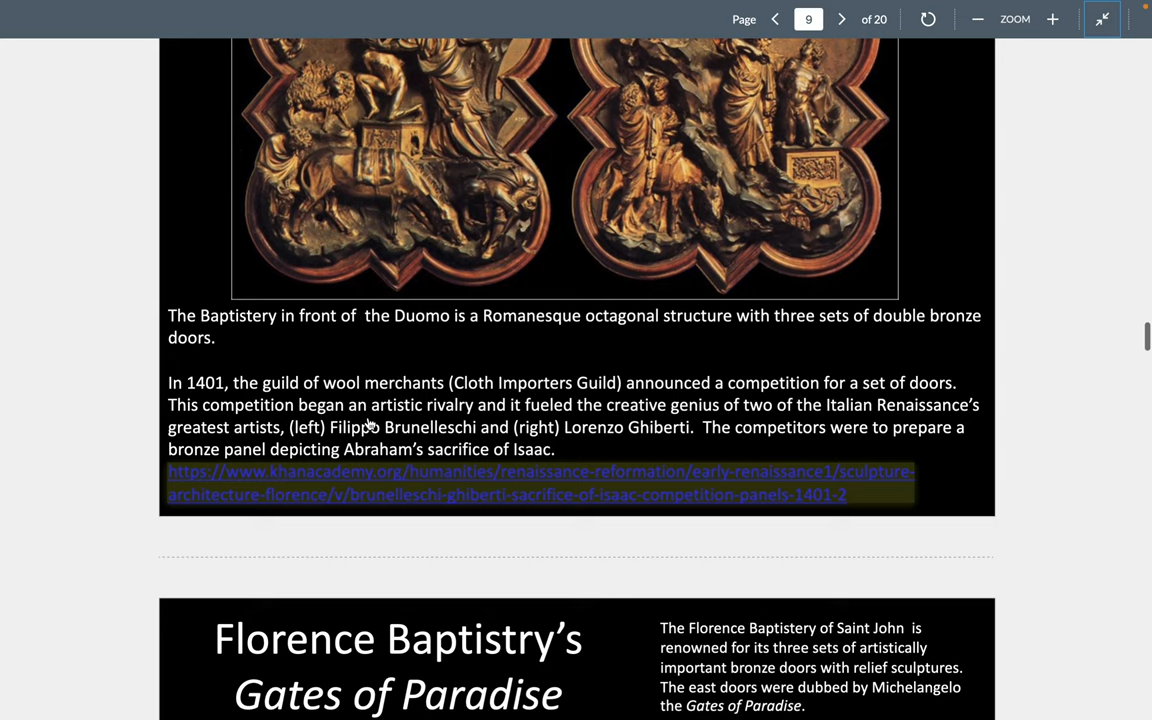 Page 9 of 20 ZOOM
The Baptistery in front of  the Duomo is a Romanesque octagonal structure with three sets of double bronze
doors.
In 1401, the guild of wool merchants (Cloth Importers Guild) announced a competition for a set of doors.
This competition began an artistic rivalry and it fueled the creative genius of two of the Italian Renaissance's
greatest artists, (left) Filippo Brunelleschi and (right) Lorenzo Ghiberti.  The competitors were to prepare a
bronze panel depicting Abraham's sacrifice of Isaac.
https://www.khanacademy.org/humanities/renaissance-reformation/early-renaissance1/sculpture-
architecture-florence/v/brunelleschi-ghiberti-sacrifice-of-isaac-competition-panels-1401-2
Florence Baptistry's
Gates of Paradise
The Florence Baptistery of Saint John  is
renowned for its three sets of artistically
important bronze doors with relief sculptures.
The east doors were dubbed by Michelangelo
the Gates of Paradise.